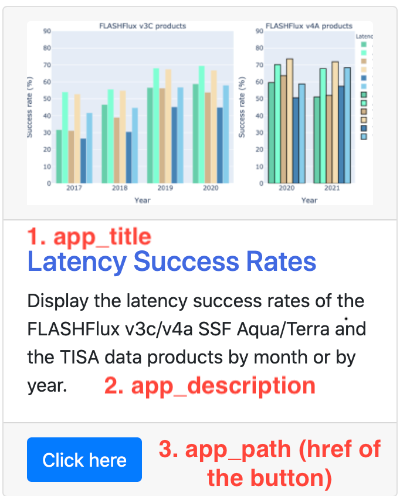 FLASHFlux v3C products
FLASHFlux v4A products
90
80
70
60
50
40
30
20
10
0
Success rate (%)
2017
2018
2019
2020
Year
90
80
70
60
50
40
30
20
10
0
Success rate (%)
2020
2021
Year
Latenc
1. app_title
Latency Success Rates
Display the latency success rates of the
FLASHFlux v3c/v4a SSF Aqua/Terra and
the TISA data products by month or by
year.
2. app_description
Click here
3. app_path (href of
the button)